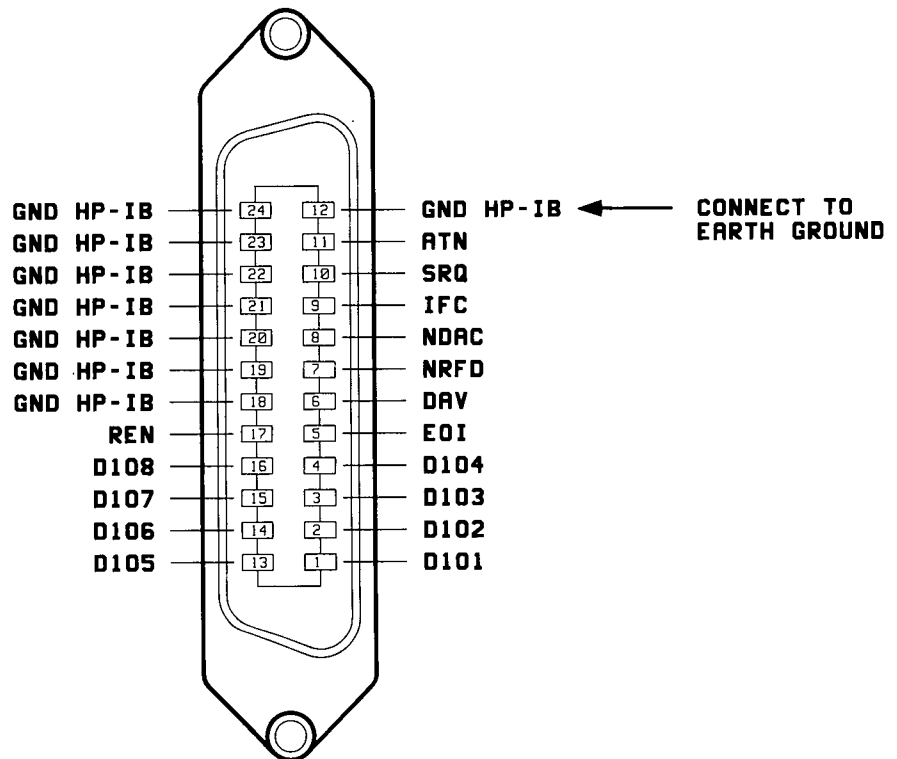 GND HP-IB 24 12 GND HP-IB CONNECT TO
EARTH GROUND
GND HP-IB 23 11 ATN
GND HP-IB 22 10 SRQ
GND HP-IB 21 9 IFC
GND HP-IB 20 8 NDAC
GND HP-IB 19 7 NRFD
GND HP-IB 18 6 DAV
REN 17 5 EOI
D108 16 4 D104
D107 15 3 D103
D106 14 2 D102
D105 13 1 D101